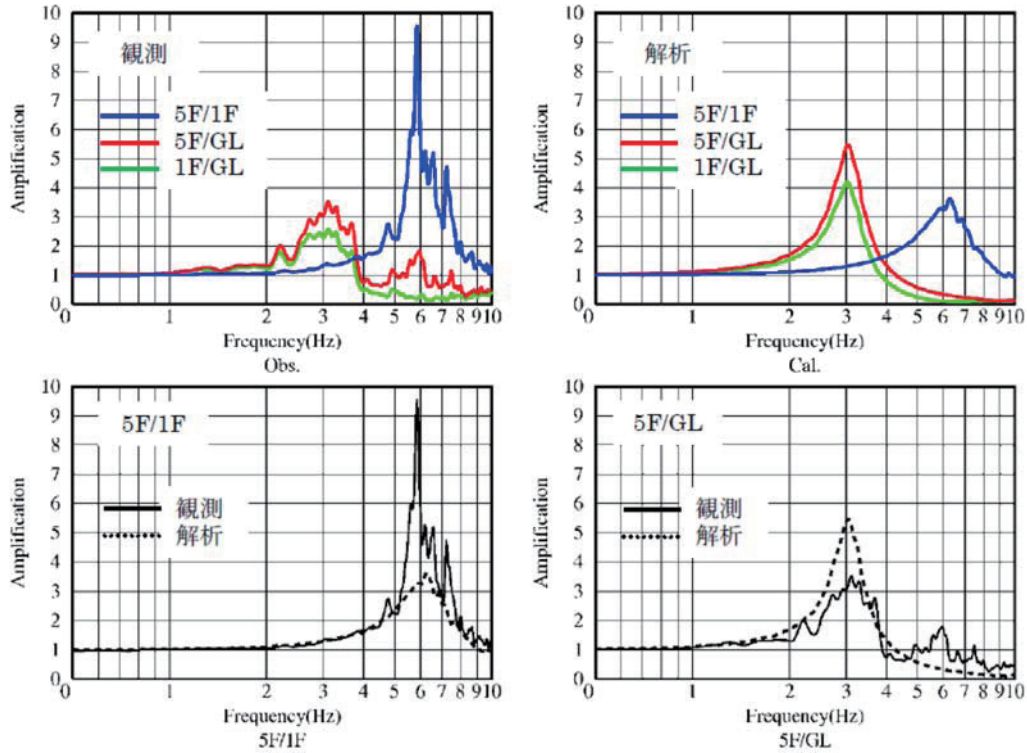 10
9
8
7
6
5
4
3
2
1
0
Amplification
観測
5F/1F
5F/GL
1F/GL
0 1 2 3 4 5 6 7 8 9 10
Frequency(Hz)
Obs.
10
9
8
7
6
5
4
3
2
1
0
Amplification
解析
5F/1F
5F/GL
1F/GL
0 1 2 3 4 5 6 7 8 9 10
Frequency(Hz)
Cal.
10
9
8
7
6
5
4
3
2
1
0
Amplification
5F/1F
観測
解析
0 1 2 3 4 5 6 7 8 9 10
Frequency(Hz)
5F/1F
10
9
8
7
6
5
4
3
2
1
0
Amplification
5F/GL
観測
解析
0 1 2 3 4 5 6 7 8 9 10
Frequency(Hz)
5F/GL